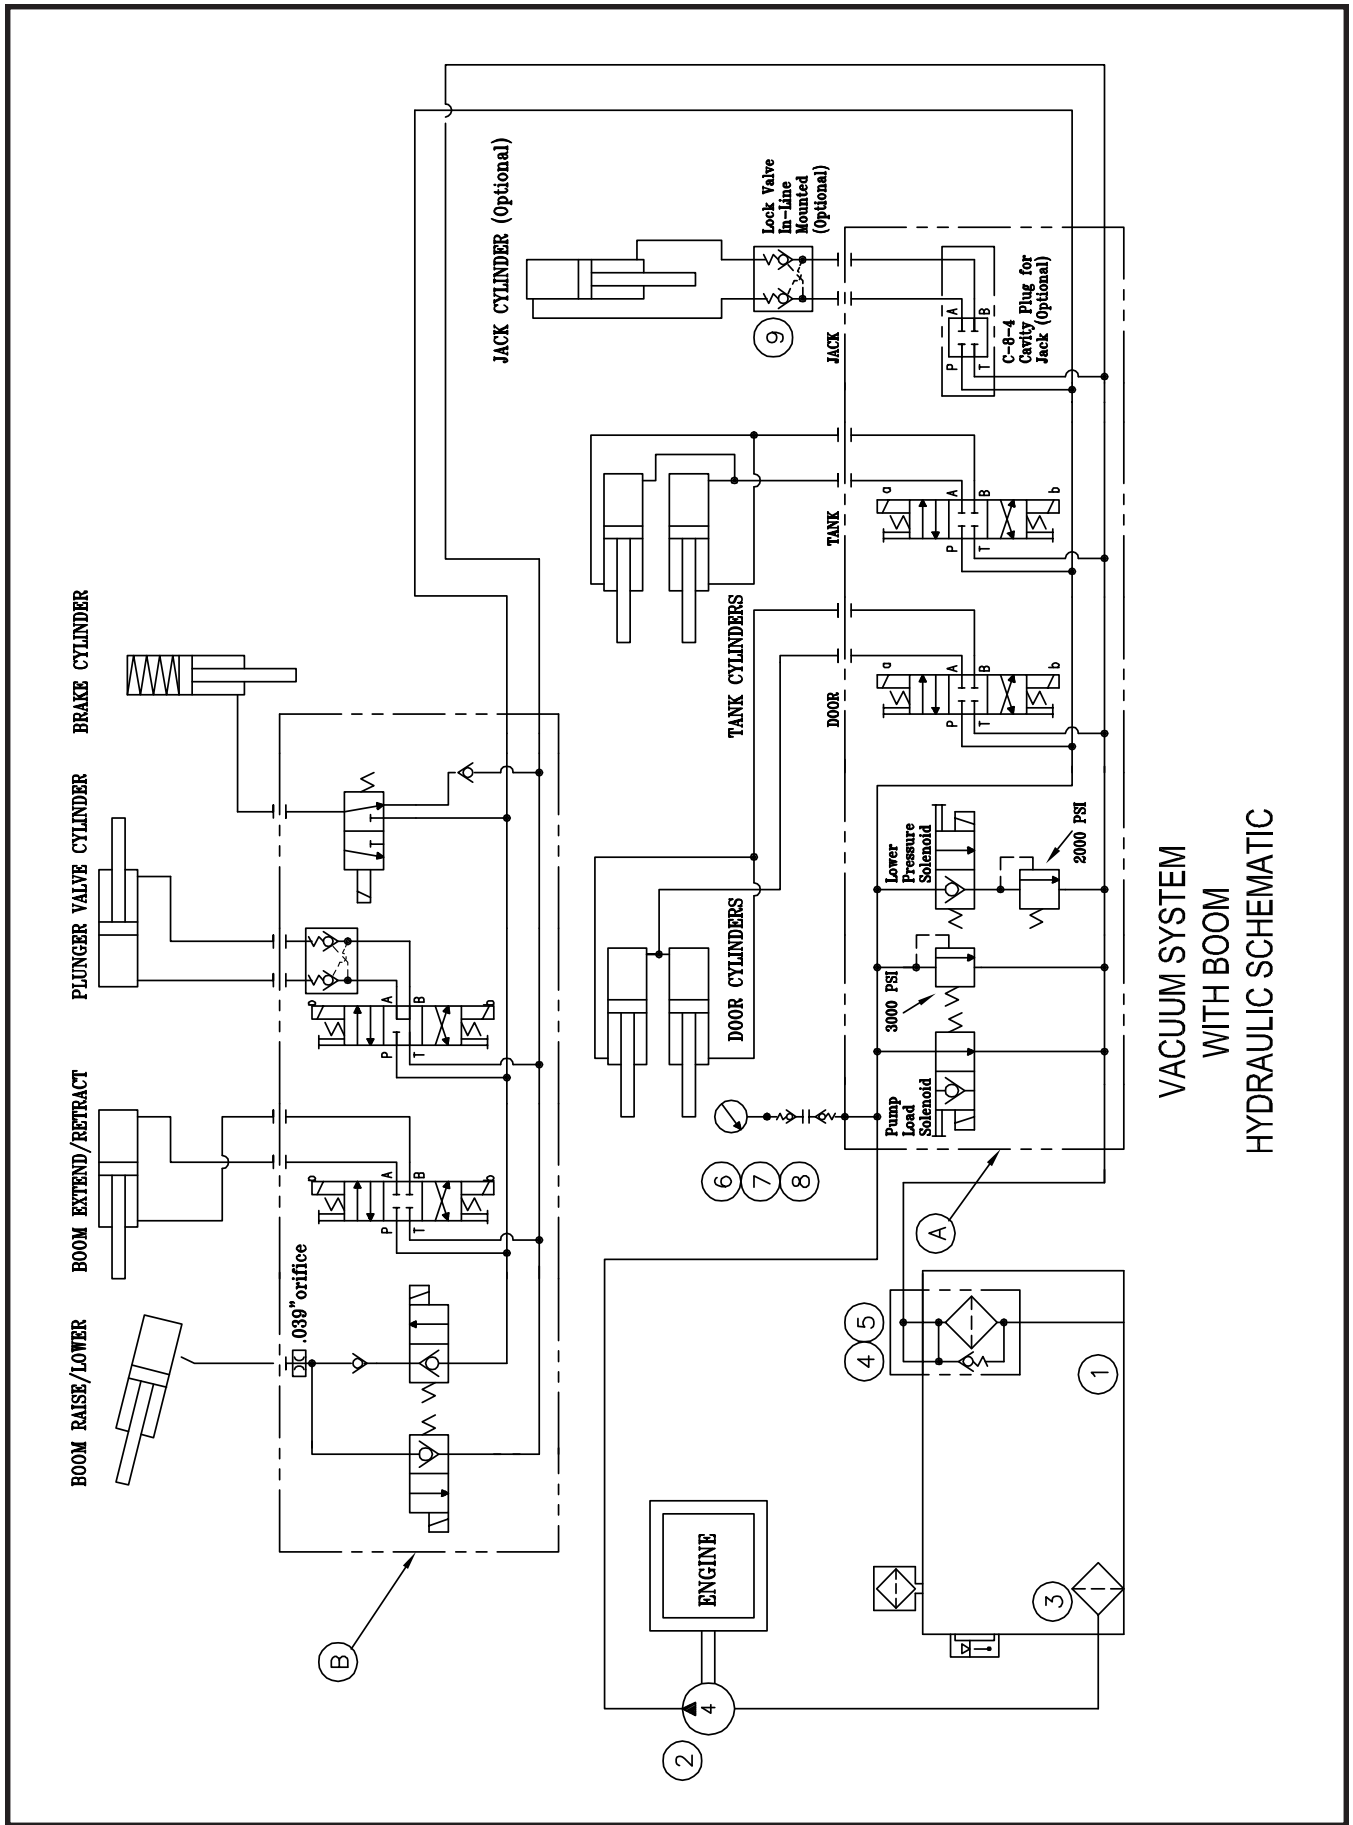 BOOM RAISE/LOWER
BOOM EXTEND/RETRACT
PLUNGER VALVE CYLINDER
BRAKE CYLINDER
.039" orifice
P
T
A
B
P
T
A
B
B
JACK CYLINDER (Optional)
Lock Valve
In-Line
Mounted
(Optional)
9
ENGINE
2
4
6
7
8
DOOR CYLINDERS
TANK CYLINDERS
DOOR
TANK
JACK
Pump
Load
Solenoid
3000 PSI
Lower
Pressure
Solenoid
2000 PSI
P
T
A
B
a
b
P
T
A
B
a
b
P
T
A
B
C-8-4
Cavity Plug for
Jack (Optional)
A
4
5
1
3
VACUUM SYSTEM
WITH BOOM
HYDRAULIC SCHEMATIC